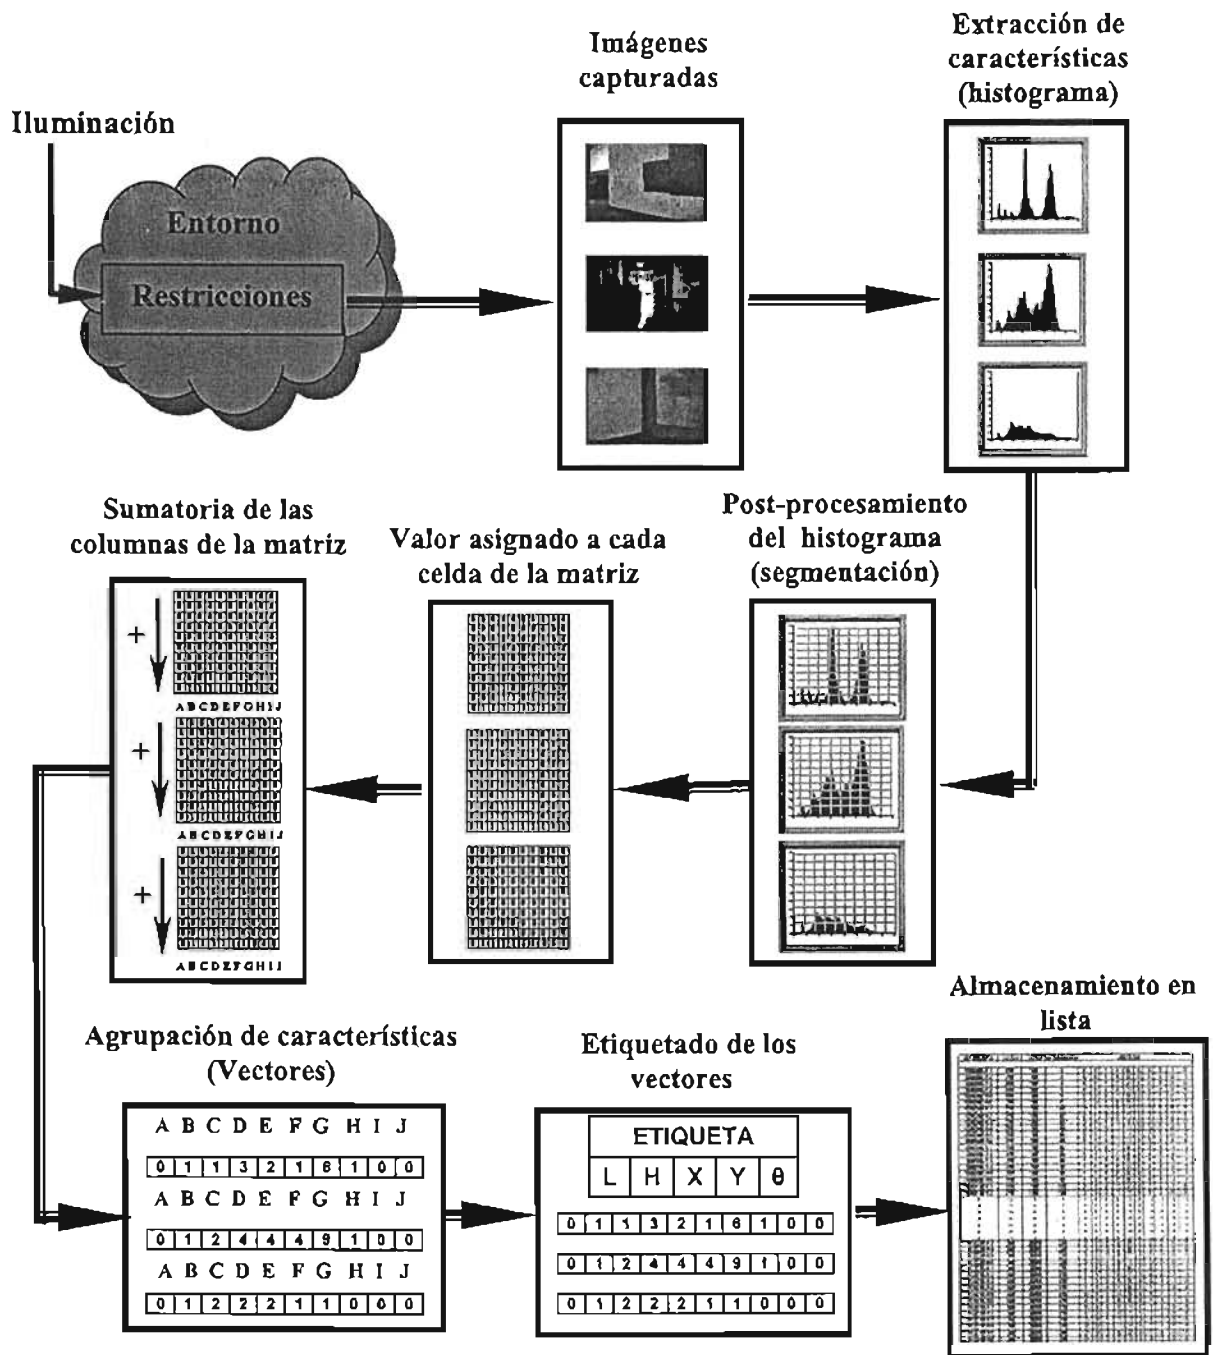 Iluminación
Entorno
Restricciones
Imágenes
capturadas
Extracción de
características
(histograma)
Post-procesamiento
del histograma
(segmentación)
Valor asignado a cada
celda de la matriz
Sumatoria de las
columnas de la matriz
+
A B C D E F G H I J
+
A B C D E F G H I J
+
A B C D E F G H I J
Agrupación de características
(Vectores)
A B C D E F G H I J
0 1 1 3 2 1 6 1 0 0
A B C D E F G H I J
0 1 2 4 4 4 9 1 0 0
A B C D E F G H I J
0 1 2 2 2 1 1 0 0 0
Etiquetado de los
vectores
ETIQUETA
L H X Y θ
0 1 1 3 2 1 6 1 0 0
0 1 2 4 4 4 9 1 0 0
0 1 2 2 2 1 1 0 0 0
Almacenamiento en
lista